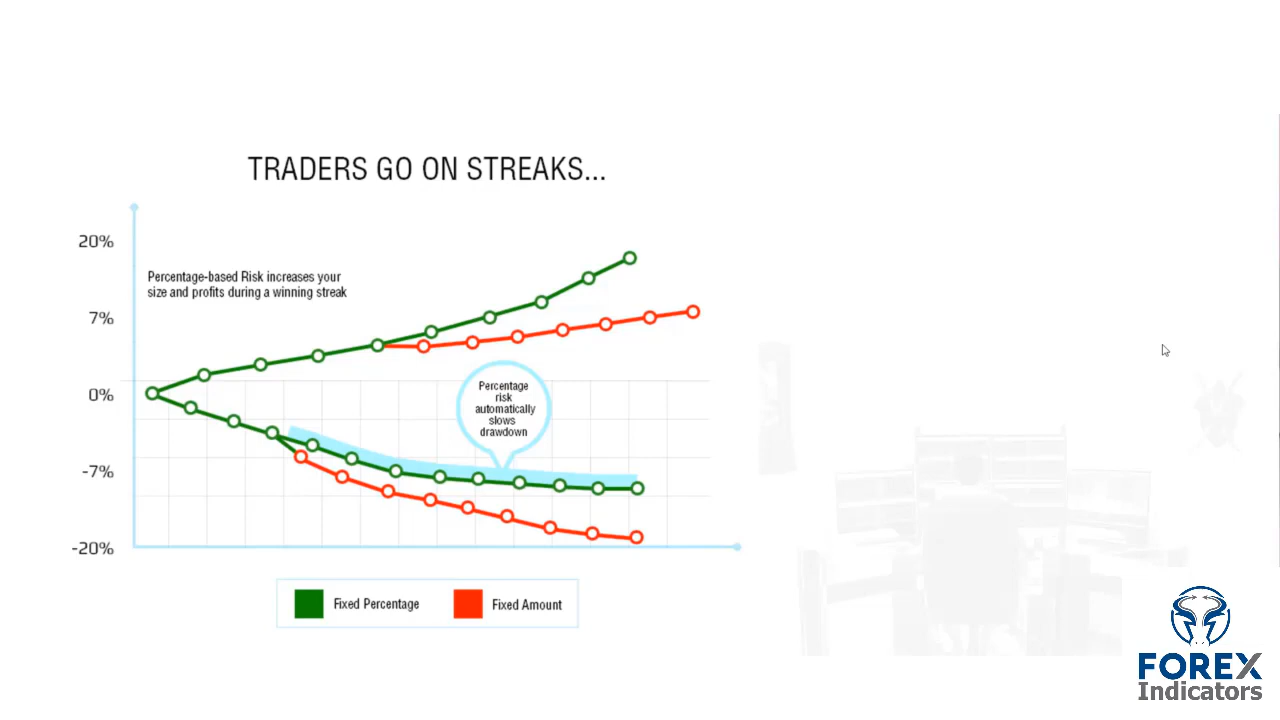 TRADERS GO ON STREAKS...
20%
Percentage-based Risk increases your
size and profits during a winning streak
7%
0%
Percentage
risk
automatically
slows
drawdown
-7%
-20%
Fixed Percentage
Fixed Amount
FOREX
Indicators